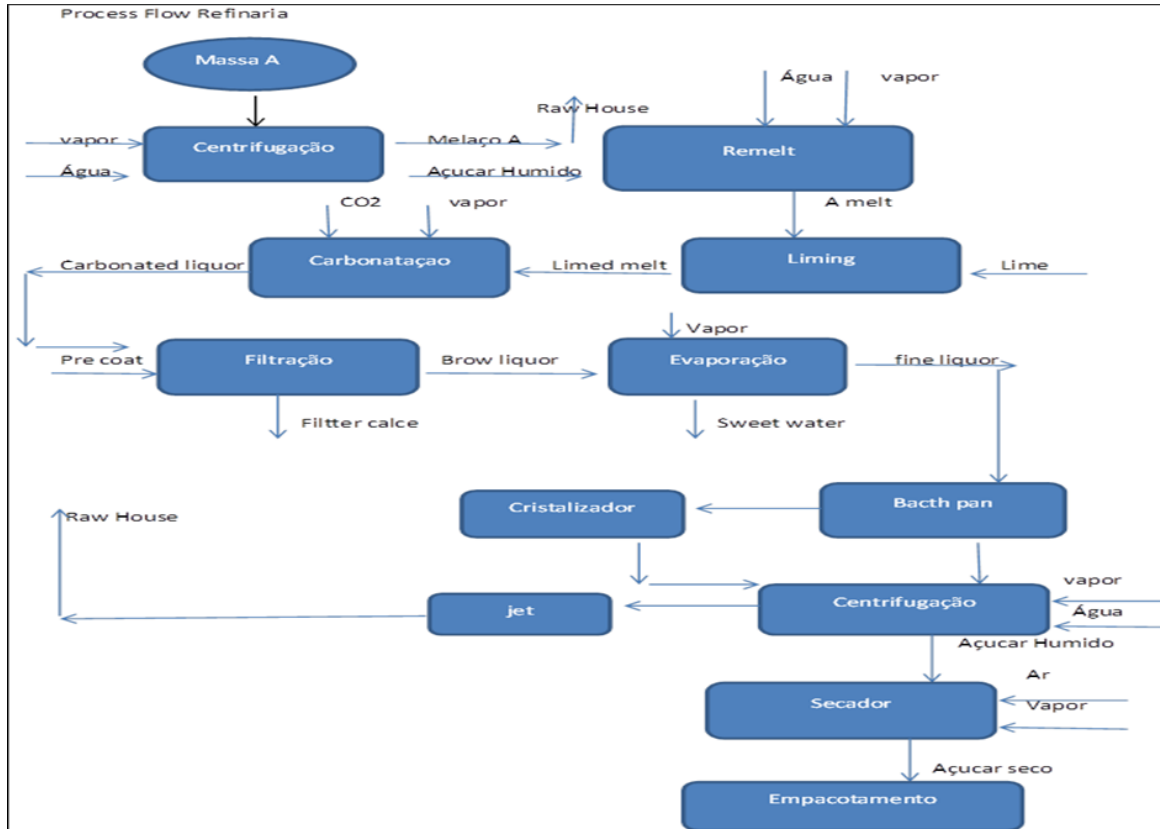 Process Flow Refinaria
Massa A
Água
vapor
Raw House
vapor
Centrifugação
Melaço A
Remelt
Água
Açucar Humido
CO2
vapor
A melt
Carbonated liquor
Carbonataçao
Limed melt
Liming
Lime
Vapor
Pre coat
Filtração
Brow liquor
Evaporação
fine liquor
Filtter calce
Sweet water
Raw House
Cristalizador
Bacth pan
vapor
jet
Centrifugação
Água
Açucar Humido
Ar
Secador
Vapor
Açucar seco
Empacotamento